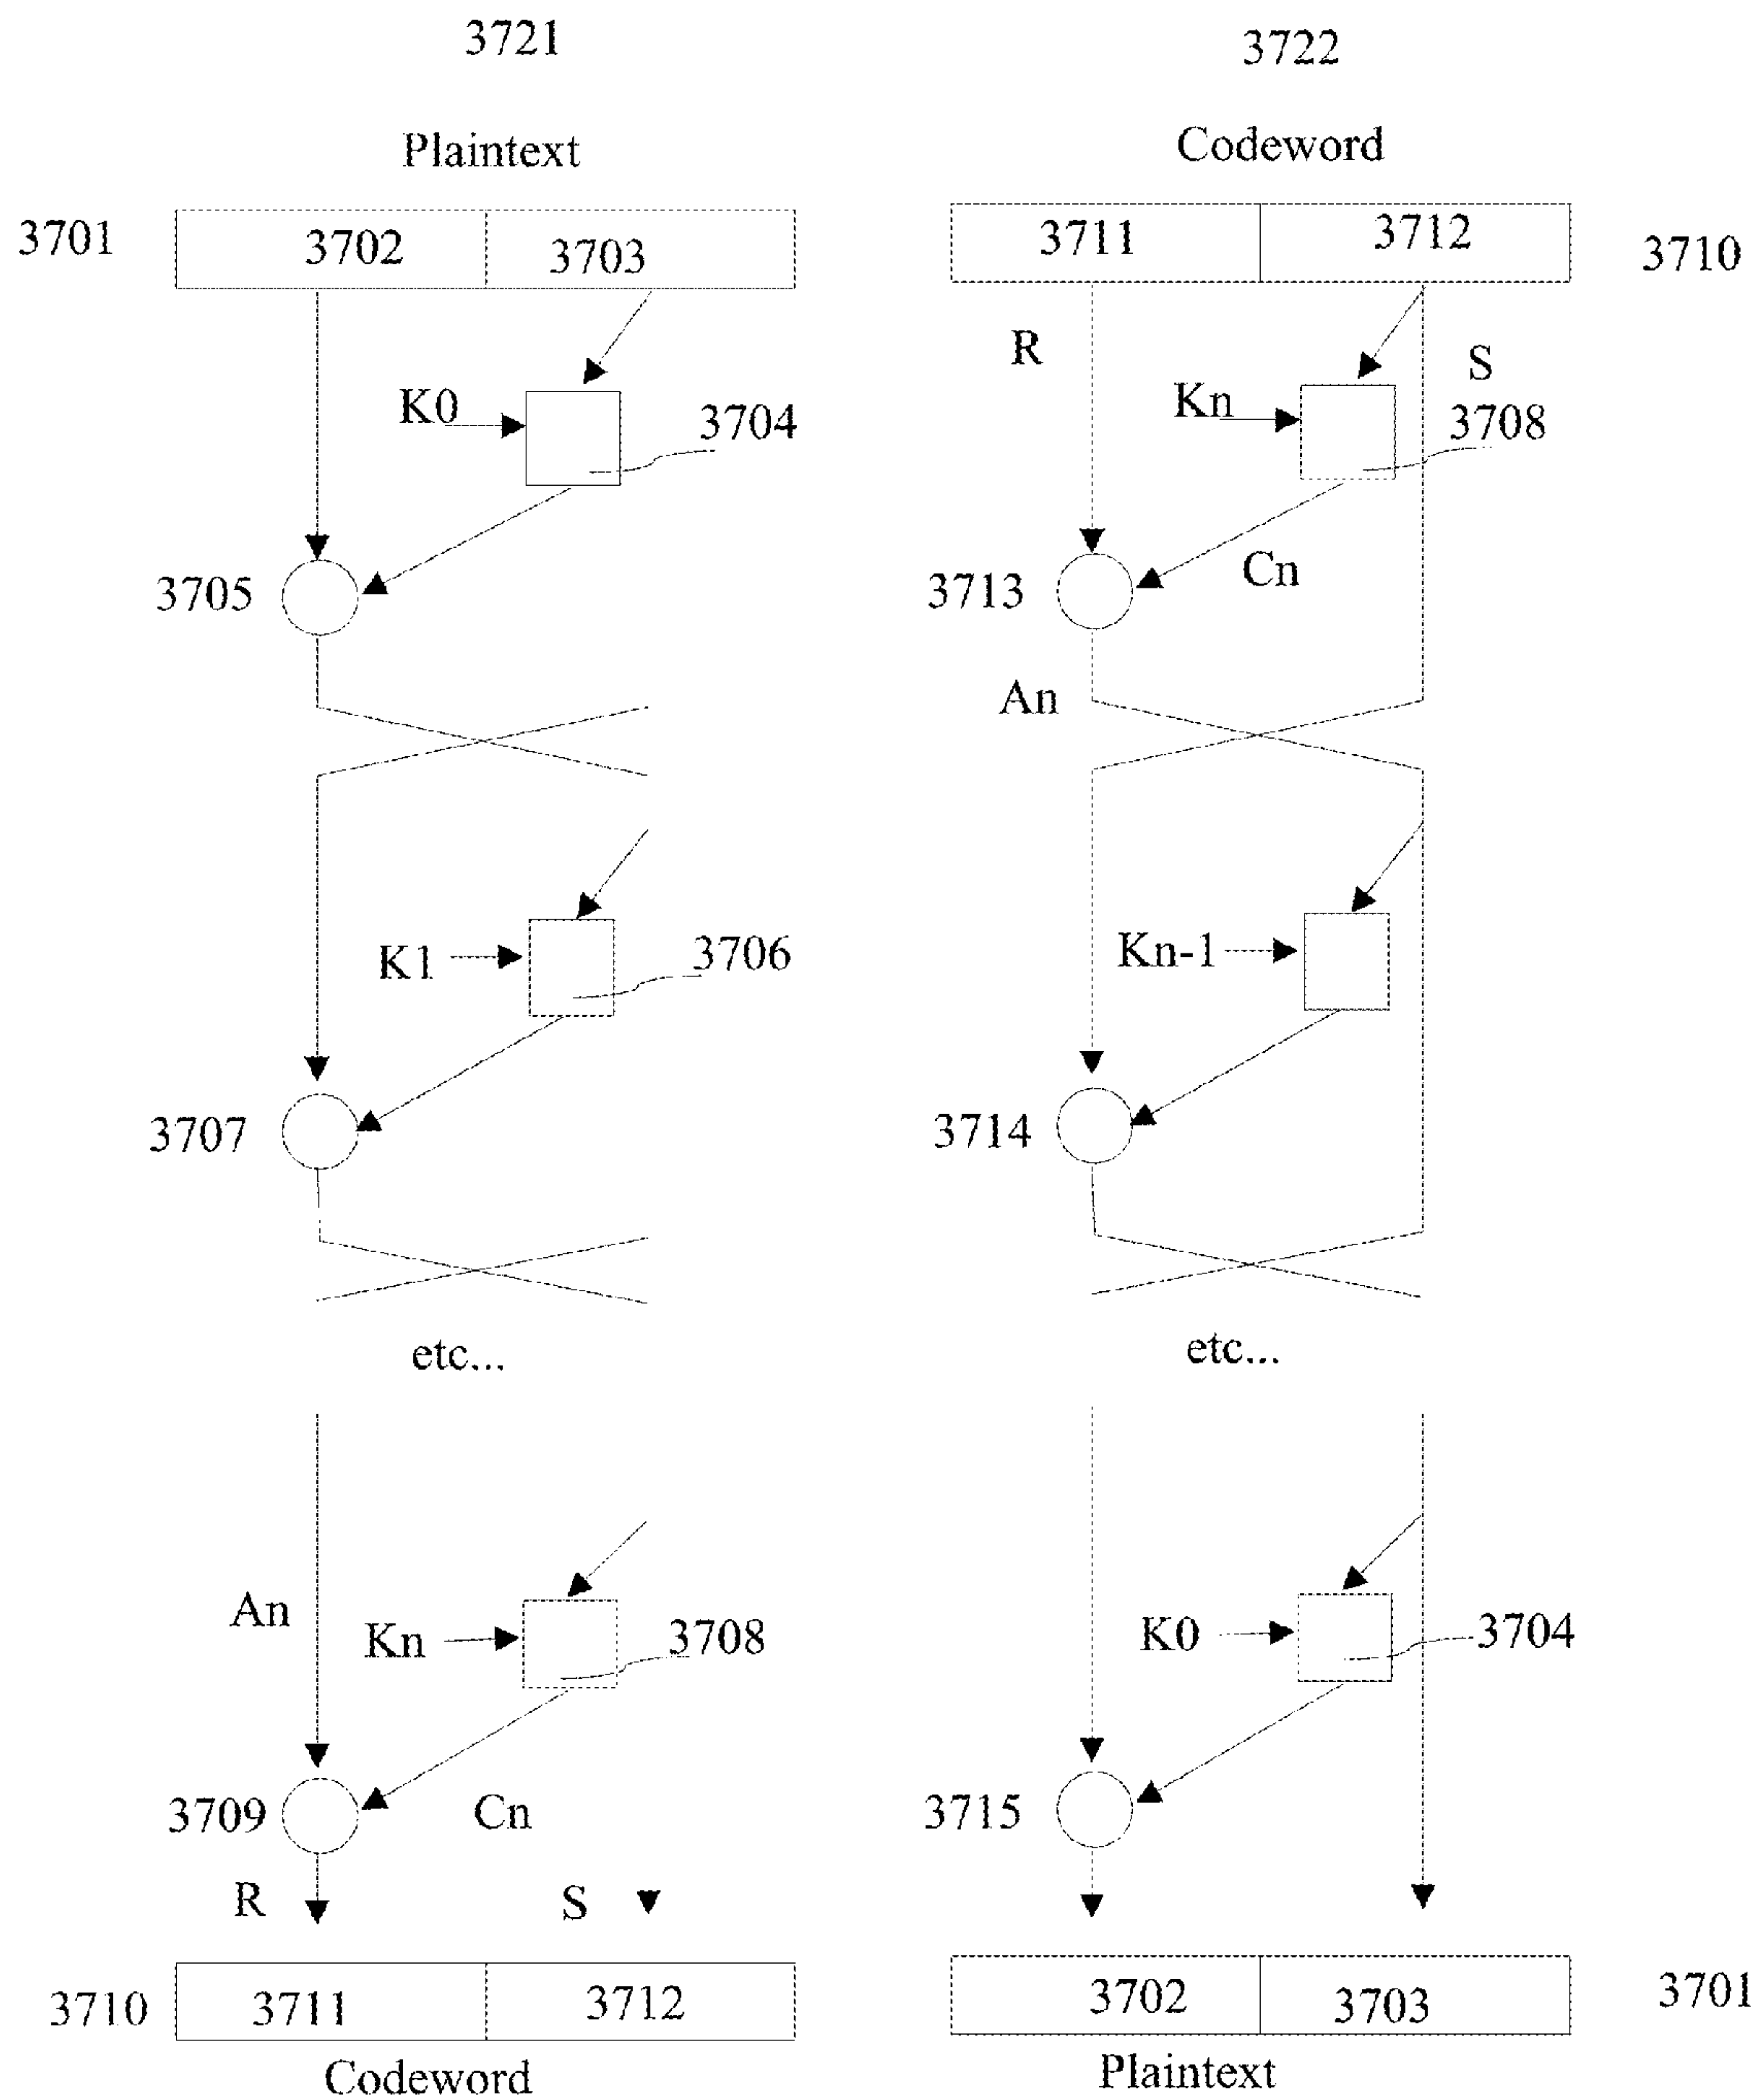 3721
Plaintext
3701
3702
3703
K0
3704
3705
K1
3706
3707
etc...
An
Kn
3708
3709
Cn
R
S
3710
3711
3712
Codeword
3722
Codeword
3711
3712
3710
R
S
Kn
3708
3713
Cn
An
Kn-1
3714
etc...
K0
3704
3715
3702
3703
3701
Plaintext